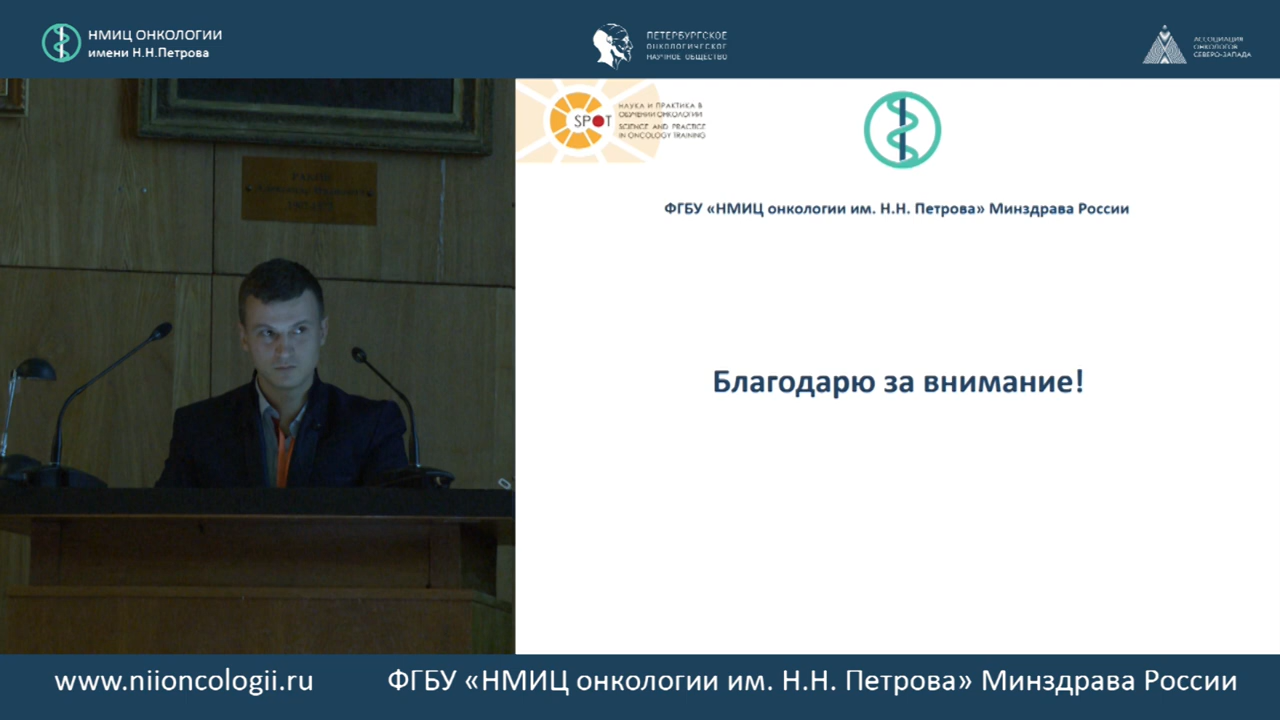 НМИЦ ОНКОЛОГИИ
имени Н.Н.Петрова
ПЕТЕРБУРГСКОЕ
ОНКОЛОГИЧЕСКОЕ
НАУЧНОЕ ОБЩЕСТВО
АССОЦИАЦИЯ
ОНКОЛОГОВ
СЕВЕРО-ЗАПАДА
SPOT
НАУКА И ПРАКТИКА В
ОБУЧЕНИИ ОНКОЛОГИИ
SCIENCE AND PRACTICE
IN ONCOLOGY TRAINING
ФГБУ «НМИЦ онкологии им. Н.Н. Петрова» Минздрава России
Благодарю за внимание!
www.niioncologii.ru
ФГБУ «НМИЦ онкологии им. Н.Н. Петрова» Минздрава России